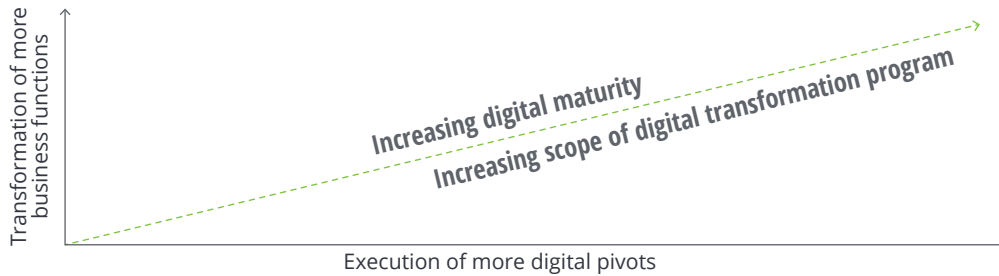 Transformation of more
business functions
Increasing digital maturity
Increasing scope of digital transformation program
Execution of more digital pivots